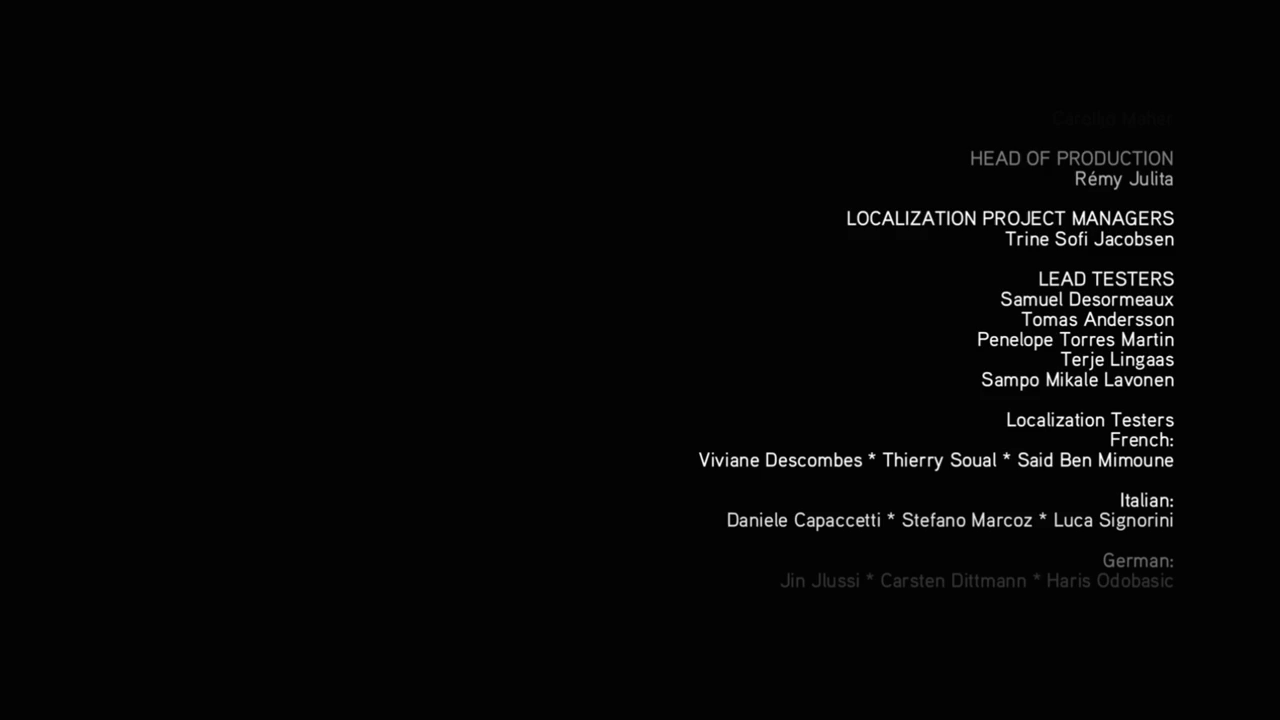 HEAD OF PRODUCTION
Rémy Julita
LOCALIZATION PROJECT MANAGERS
Trine Sofi Jacobsen
LEAD TESTERS
Samuel Desormeaux
Tomas Andersson
Penelope Torres Martin
Terje Lingaas
Sampo Mikale Lavonen
Localization Testers
French:
Viviane Descombes * Thierry Soual * Said Ben Mimoune
Italian:
Daniele Capaccetti * Stefano Marcoz * Luca Signorini
German:
Jin Jlussi * Carsten Dittmann * Haris Odobasic